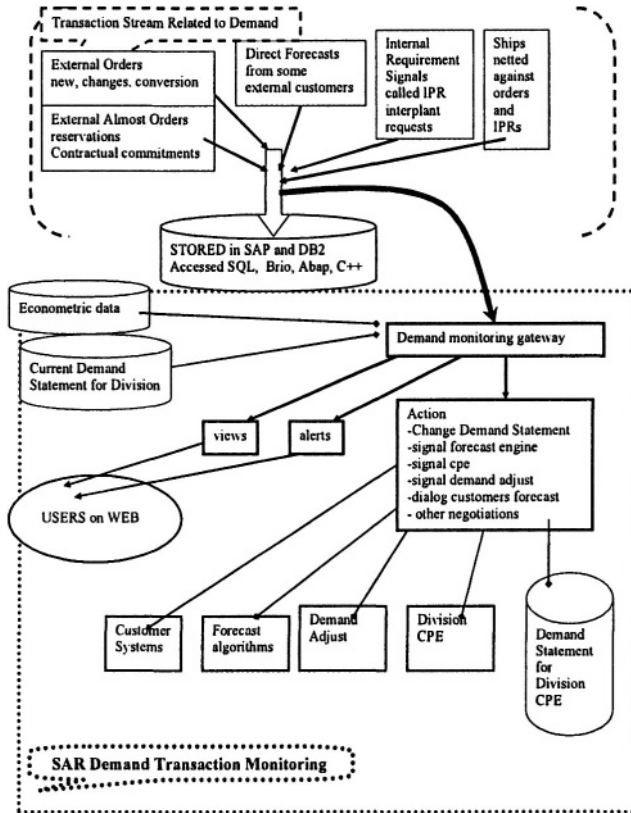 Transaction Stream Related to Demand
External Orders
new, changes. conversion
External Almost Orders
reservations
Contractual commitments
Direct Forecasts
from some
external customers
Internal
Requirement
Signals
called IPR
interplant
requests
Ships
netted
against
orders
and
IPRs
STORED in SAP and DB2
Accessed SQL, Brio, Abap, C++
Econometric data
Current Demand
Statement for Division
Demand monitoring gateway
views
alerts
Action
-Change Demand Statement
-signal forecast engine
-signal cpe
-signal demand adjust
-dialog customers forecast
- other negotiations
USERS on WEB
Customer
Systems
Forecast
algorithms
Demand
Adjust
Division
CPE
Demand
Statement
for
Division
CPE
SAR Demand Transaction Monitoring